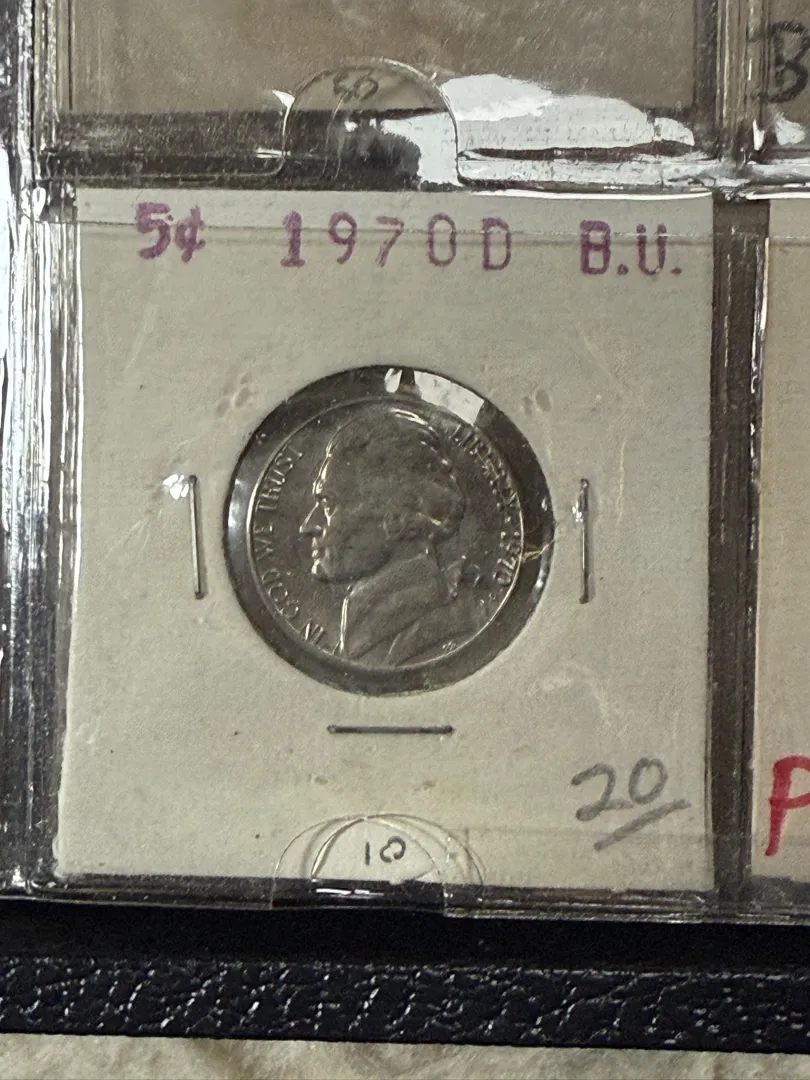 5¢ 1970D B.U.
IN GOD WE TRUST
LIBERTY 1970
20
10
P